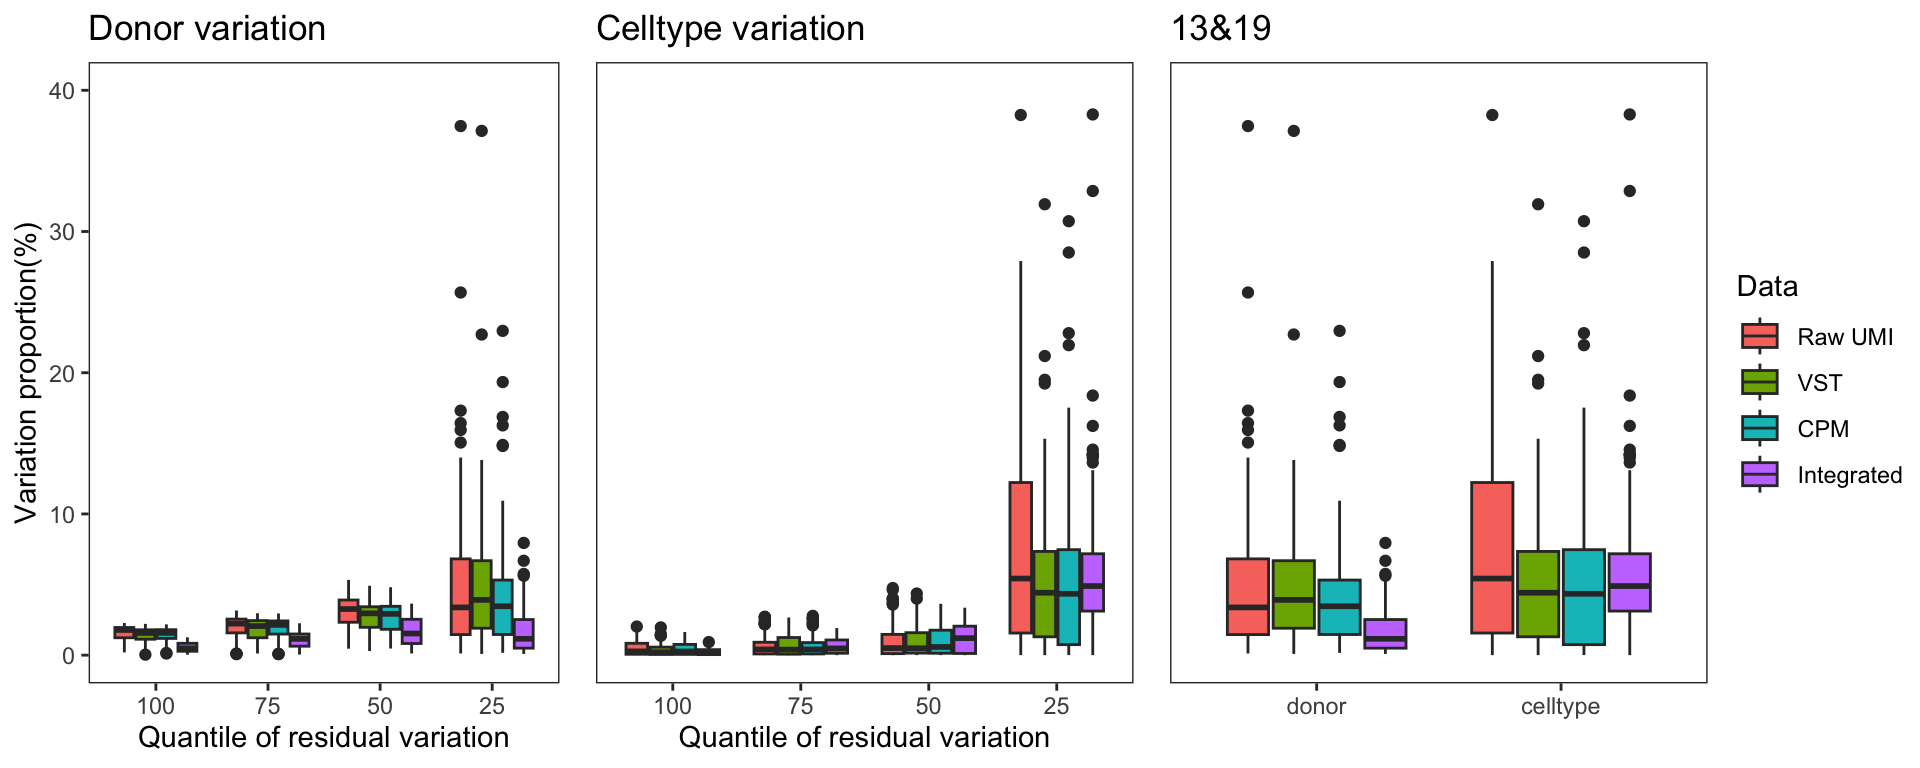 Donor variation
Celltype variation
13&19
Variation proportion(%)
40
30
20
10
0
100 75 50 25
Quantile of residual variation
100 75 50 25
Quantile of residual variation
donor celltype
Data
Raw UMI
VST
CPM
Integrated